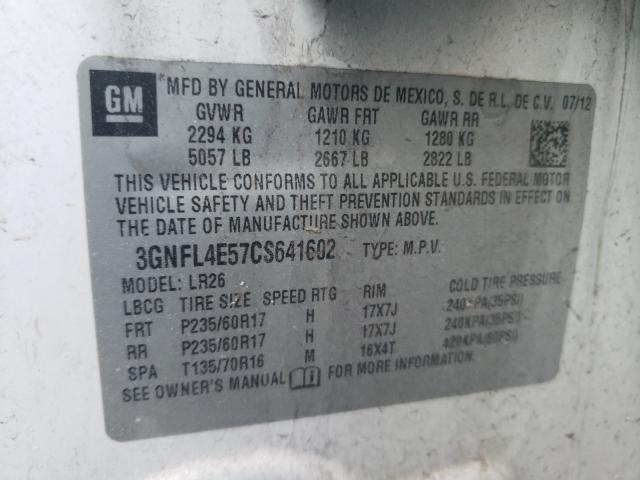 GM
MFD BY GENERAL MOTORS DE MEXICO, S. DE R.L. DE C.V. 07/12
GVWR GAWR FRT GAWR RR
2294 KG 1210 KG 1280 KG
5057 LB 2667 LB 2822 LB
THIS VEHICLE CONFORMS TO ALL APPLICABLE U.S. FEDERAL MOTOR
VEHICLE SAFETY AND THEFT PREVENTION STANDARDS IN EFFECT ON
THE DATE OF MANUFACTURE SHOWN ABOVE.
3GNFL4E57CS641602 TYPE: M.P.V.
MODEL: LR26
LBCG TIRE SIZE SPEED RTG RIM COLD TIRE PRESSURE
FRT P235/60R17 H 17X7J 240KPA(35PSI)
RR P235/60R17 H 17X7J 240KPA(35PSI)
SPA T135/70R16 M 16X4T 420KPA(60PSI)
SEE OWNER'S MANUAL FOR MORE INFORMATION.